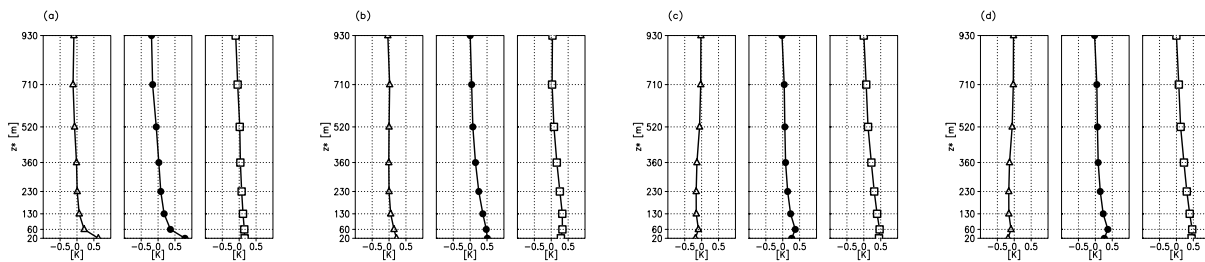 (a) (b) (c) (d)
930 930 930 930
710 710 710 710
520 520 520 520
z* [m] z* [m] z* [m] z* [m]
360 360 360 360
230 230 230 230
130 130 130 130
60 60 60 60
20 20 20 20
−0.5 0 0.5 −0.5 0 0.5 −0.5 0 0.5 −0.5 0 0.5 −0.5 0 0.5 −0.5 0 0.5 −0.5 0 0.5 −0.5 0 0.5 −0.5 0 0.5 −0.5 0 0.5 −0.5 0 0.5 −0.5 0 0.5
[K] [K] [K] [K] [K] [K] [K] [K] [K] [K] [K] [K]